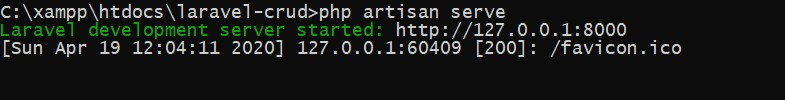 C:\xampp\htdocs\laravel-crud>php artisan serve
Laravel development server started: http://127.0.0.1:8000
[Sun Apr 19 12:04:11 2020] 127.0.0.1:60409 [200]: /favicon.ico